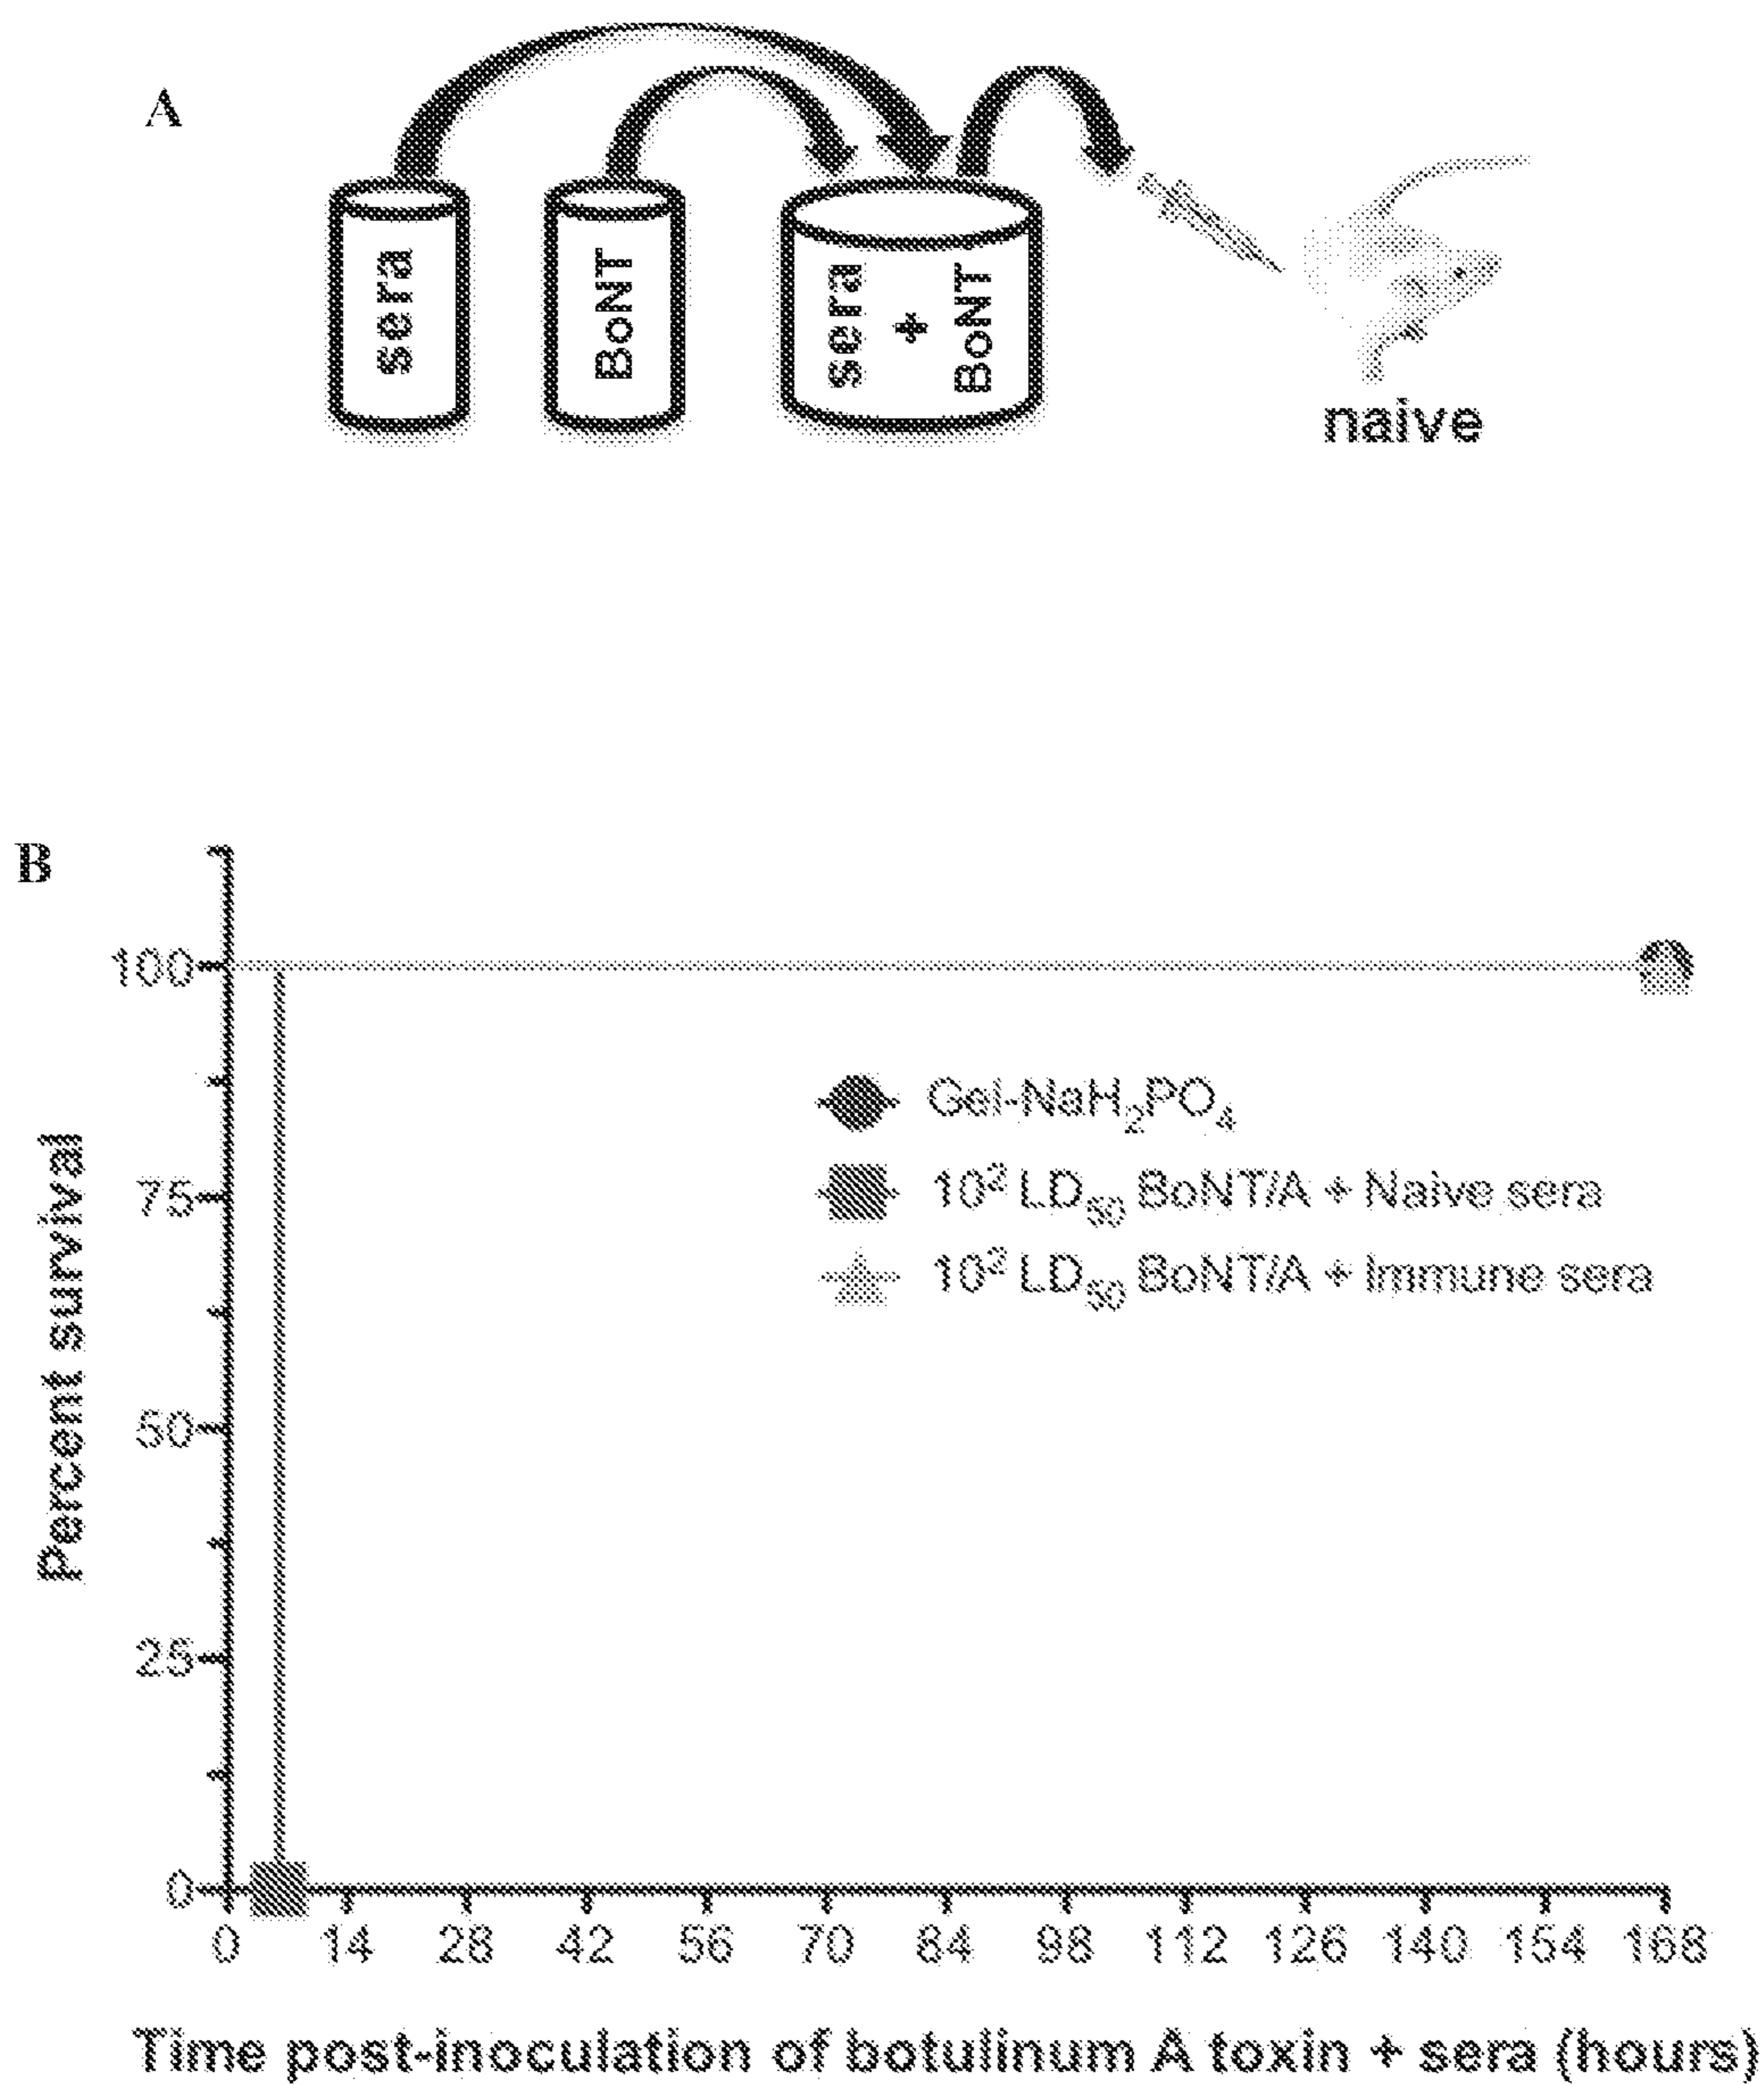 A
sera
BoNT
sera
+
BoNT
naive
B
100
75
50
25
0
Percent survival
Gel-NaH₂PO₄
10² LD₅₀ BoNT/A + Naive sera
10² LD₅₀ BoNT/A + Immune sera
0 14 28 42 56 70 84 98 112 126 140 154 168
Time post-inoculation of botulinum A toxin + sera (hours)